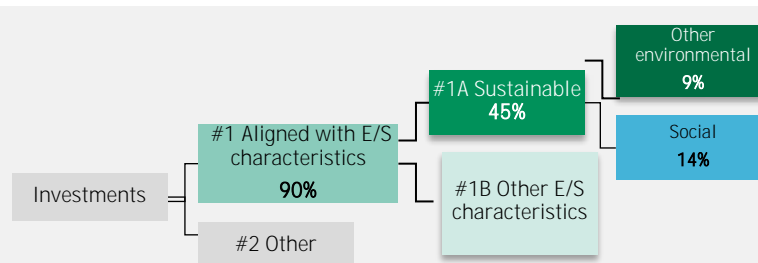 Other
environmental
9%
#1A Sustainable
45%
Social
14%
#1 Aligned with E/S
characteristics
90%
#1B Other E/S
characteristics
Investments
#2 Other